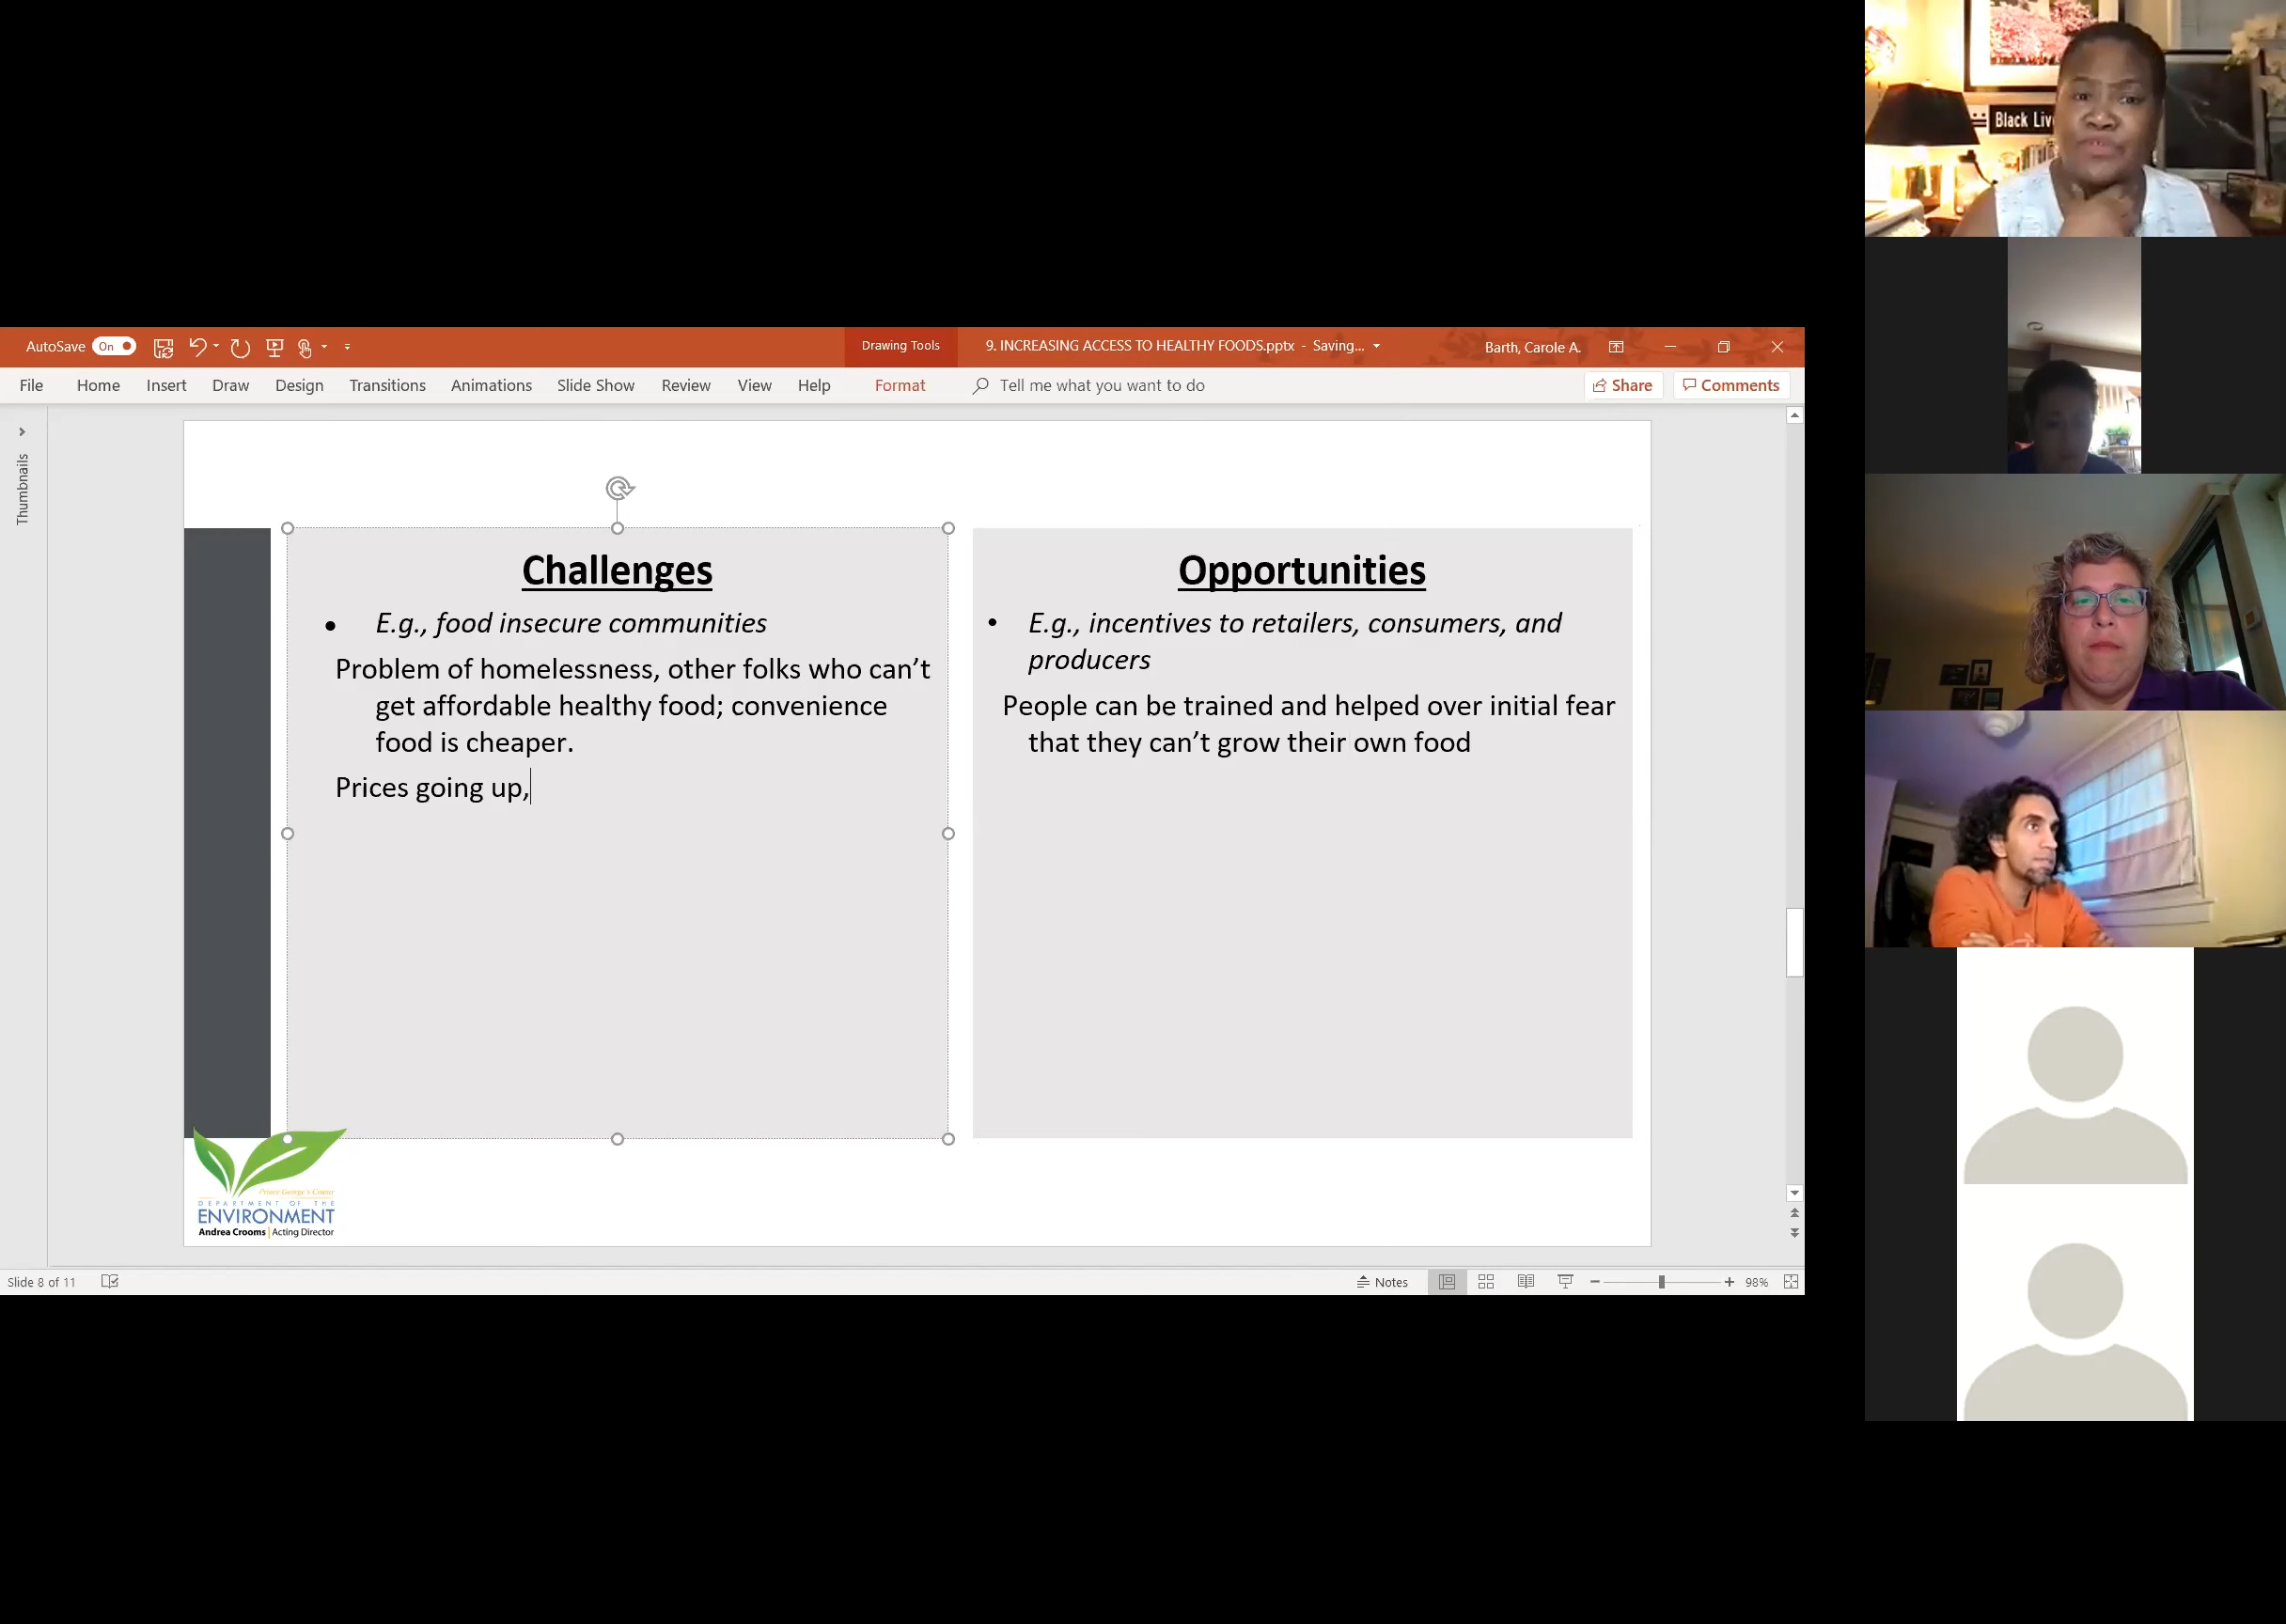 AutoSave On
Drawing Tools
9. INCREASING ACCESS TO HEALTHY FOODS.pptx - Saving...
Barth, Carole A.
File Home Insert Draw Design Transitions Animations Slide Show Review View Help Format Tell me what you want to do Share Comments
Thumbnails
Challenges
• E.g., food insecure communities
Problem of homelessness, other folks who can’t
get affordable healthy food; convenience
food is cheaper.
Prices going up,
Opportunities
• E.g., incentives to retailers, consumers, and
producers
People can be trained and helped over initial fear
that they can’t grow their own food
Prince George's County
DEPARTMENT OF THE
ENVIRONMENT
Andrea Crooms | Acting Director
Slide 8 of 11
Notes
98%
Black Liv